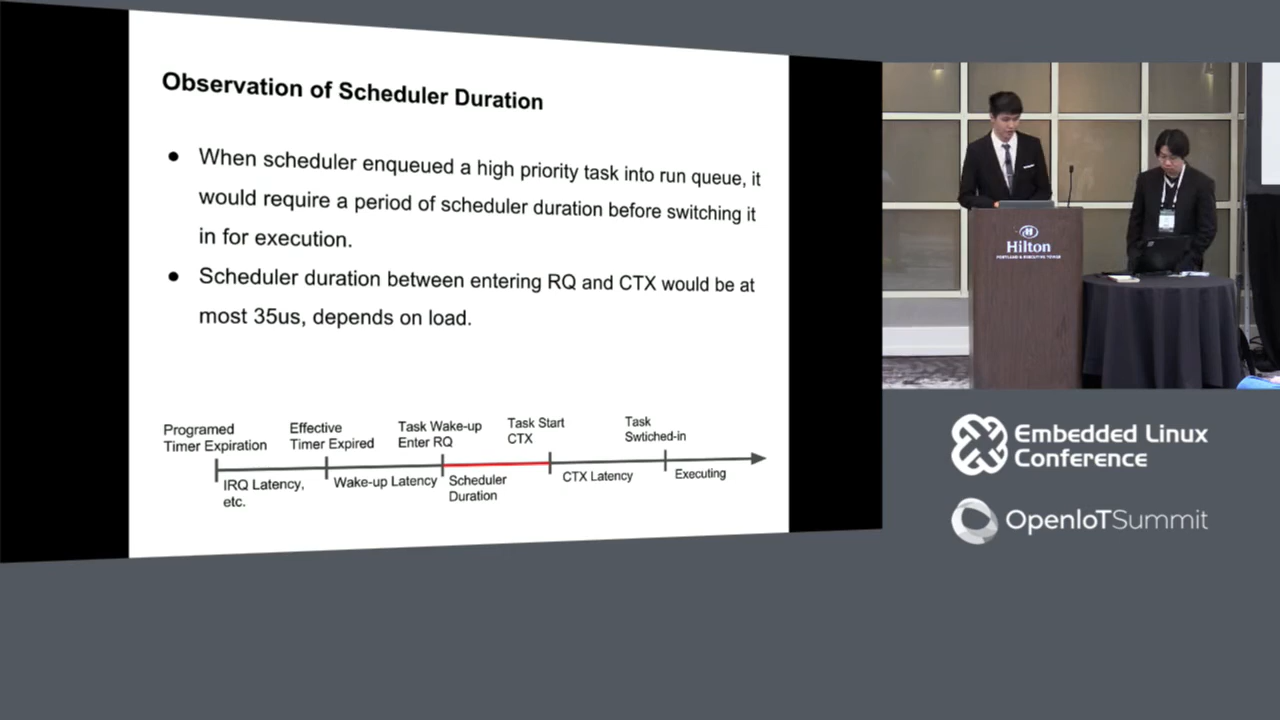 Observation of Scheduler Duration
● When scheduler enqueued a high priority task into run queue, it
would require a period of scheduler duration before switching it
in for execution.
● Scheduler duration between entering RQ and CTX would be at
most 35us, depends on load.
Programed
Timer Expiration
Effective
Timer Expired
Task Wake-up
Enter RQ
Task Start
CTX
Task
Swtiched-in
IRQ Latency,
etc.
Wake-up Latency
Scheduler
Duration
CTX Latency
Executing
Hilton
PORTLAND & EXECUTIVE TOWER
Embedded Linux
Conference
OpenIoTSummit